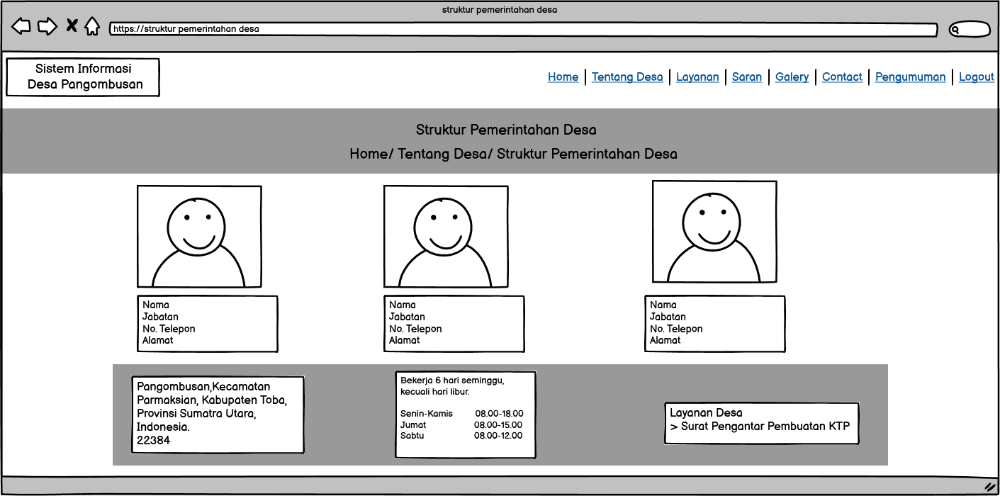 struktur pemerintahan desa
https://struktur pemerintahan desa
Sistem Informasi
Desa Pangombusan
Home | Tentang Desa | Layanan | Saran | Galery | Contact | Pengumuman | Logout
Struktur Pemerintahan Desa
Home/ Tentang Desa/ Struktur Pemerintahan Desa
Nama
Jabatan
No. Telepon
Alamat
Nama
Jabatan
No. Telepon
Alamat
Nama
Jabatan
No. Telepon
Alamat
Pangombusan,Kecamatan
Parmaksian, Kabupaten Toba,
Provinsi Sumatra Utara,
Indonesia.
22384
Bekerja 6 hari seminggu,
kecuali hari libur.
Senin-Kamis 08.00-18.00
Jumat 08.00-15.00
Sabtu 08.00-12.00
Layanan Desa
> Surat Pengantar Pembuatan KTP